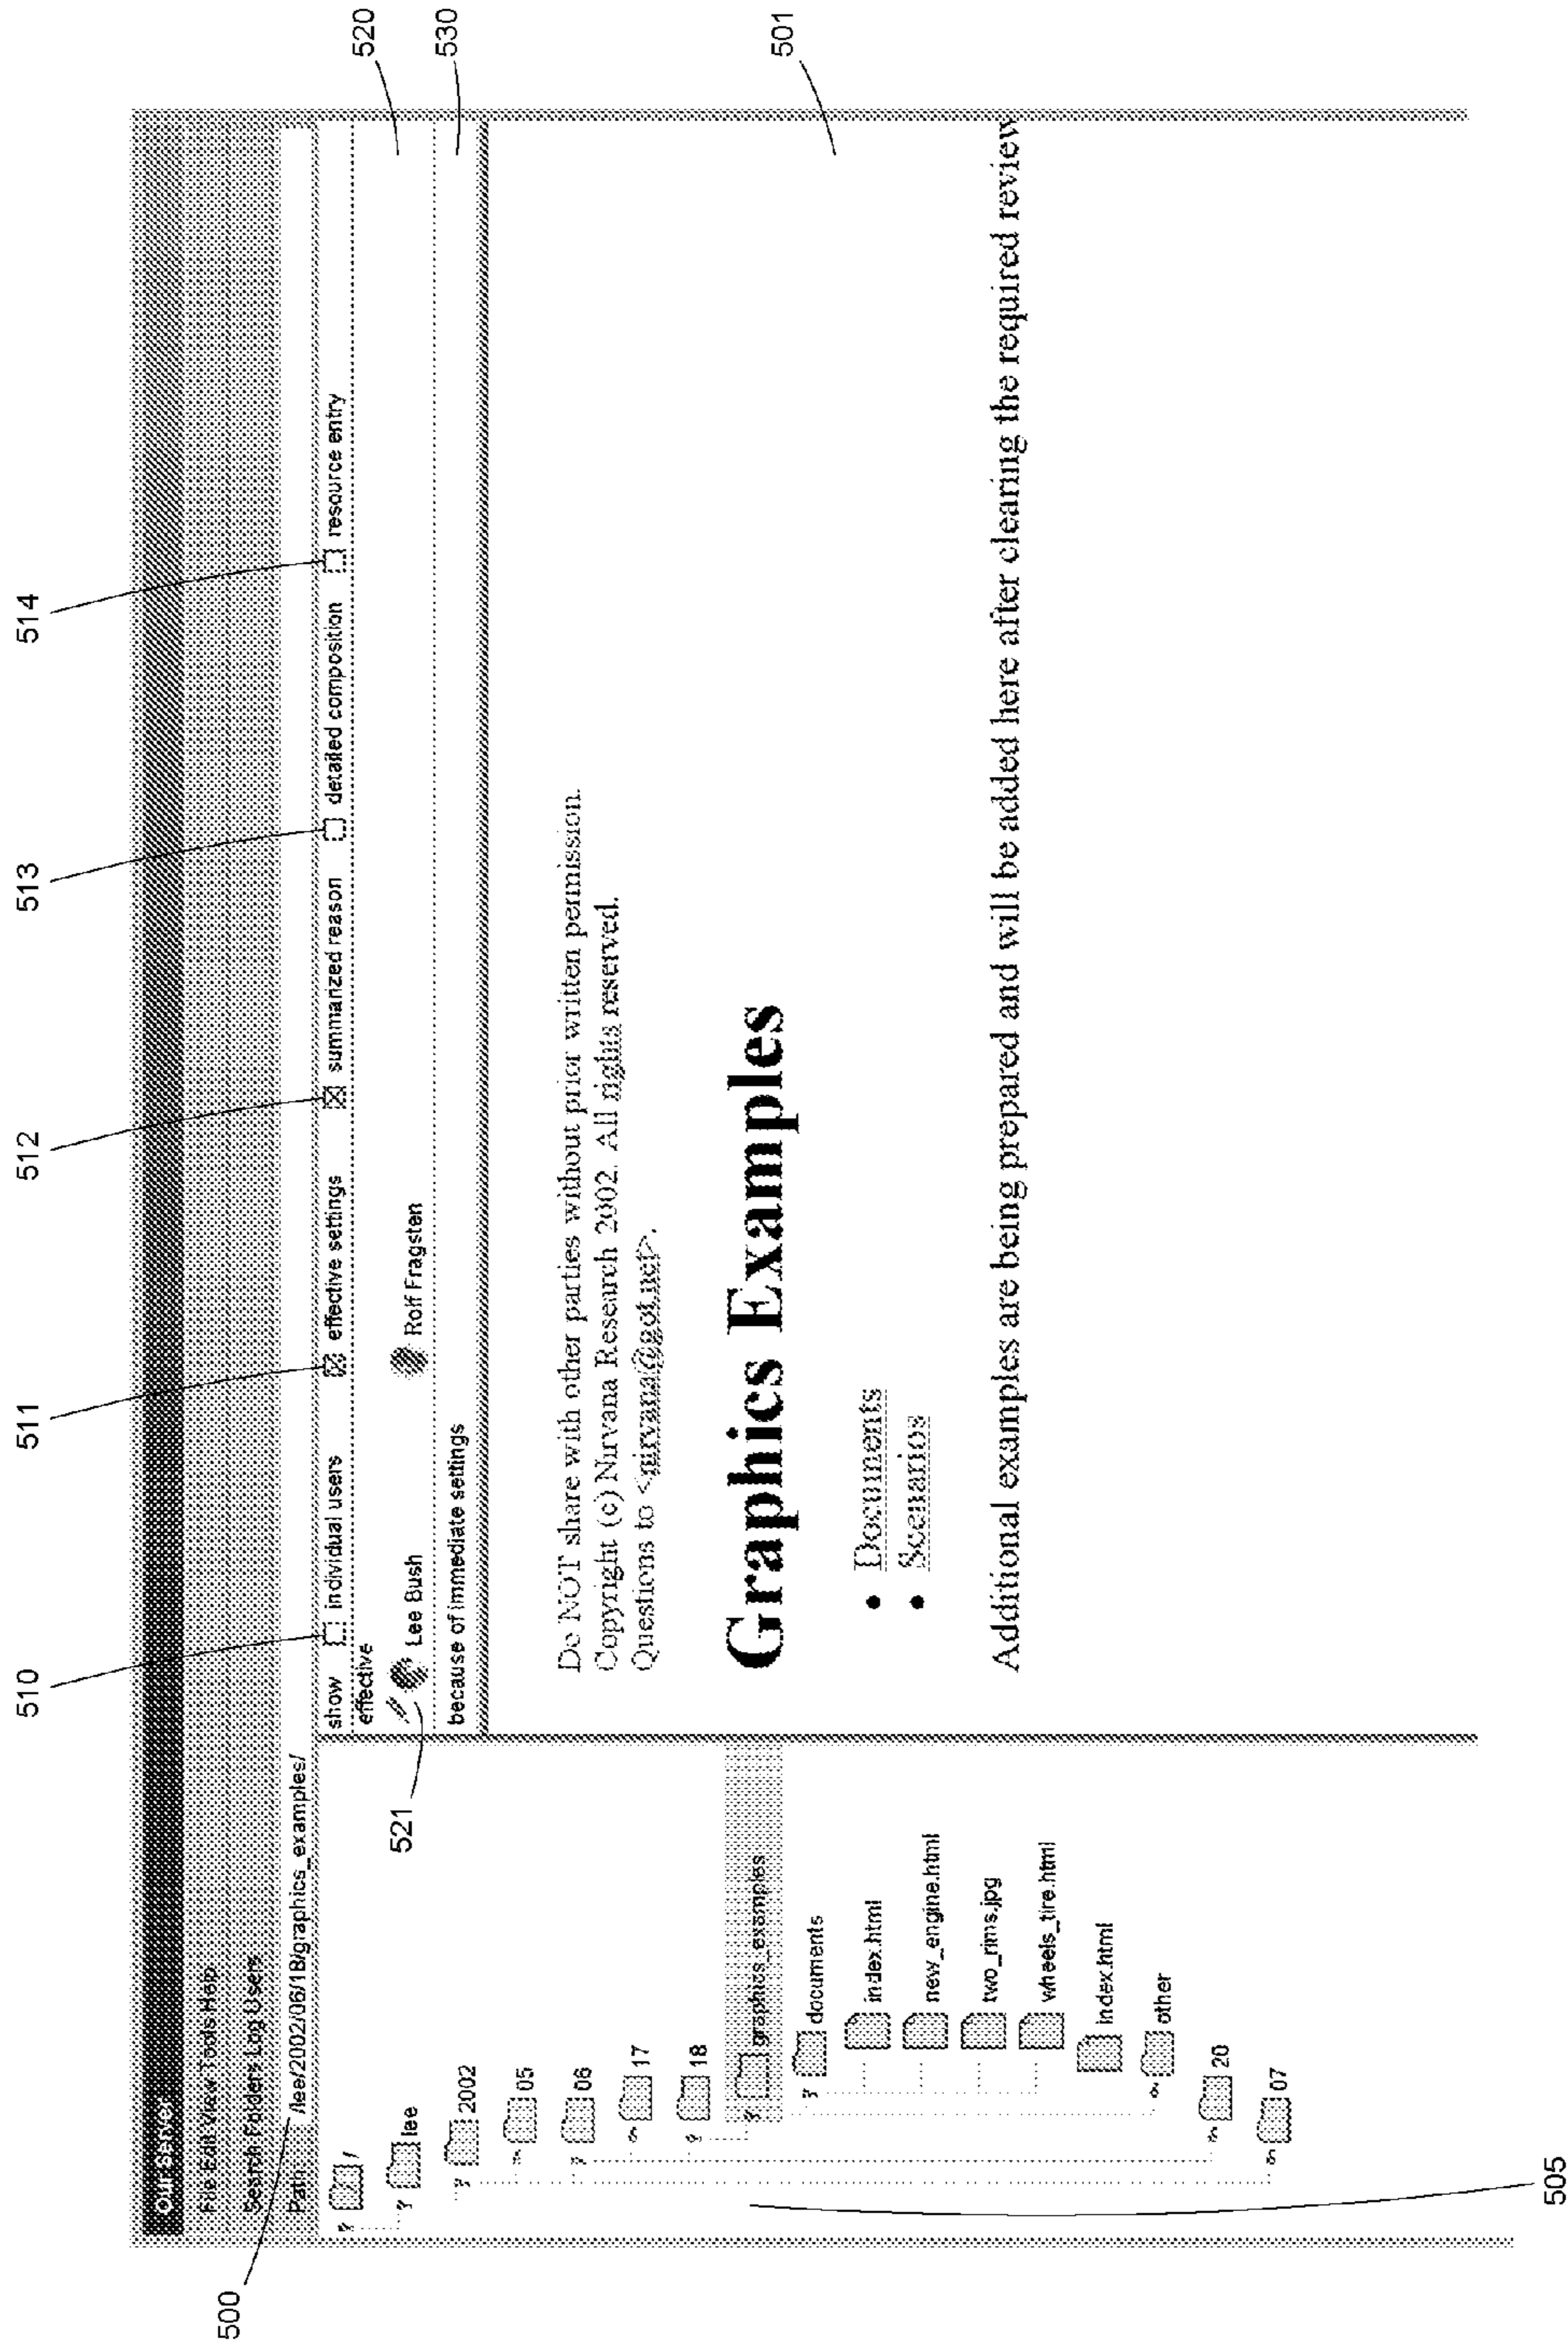 510 511 512 513 514
500
our server
File Edit View Tools Help
Search Folders Log Users
Path: /lee/2002/06/18/graphics_examples/
show individual users effective settings summarized reason detailed composition resource entry
effective
Lee Bush Rolf Fragsten
because of immediate settings
520
530
521
501
505
/
lee
2002
05
06
17
18
graphics_examples
documents
index.html
new_engine.html
two_rims.jpg
wheels_tire.html
index.html
other
20
07
Do NOT share with other parties without prior written permission.
Copyright (c) Nirvana Research 2002. All rights reserved.
Questions to <nirvana@got.net>.
Graphics Examples
• Documents
• Scenarios
Additional examples are being prepared and will be added here after clearing the required review